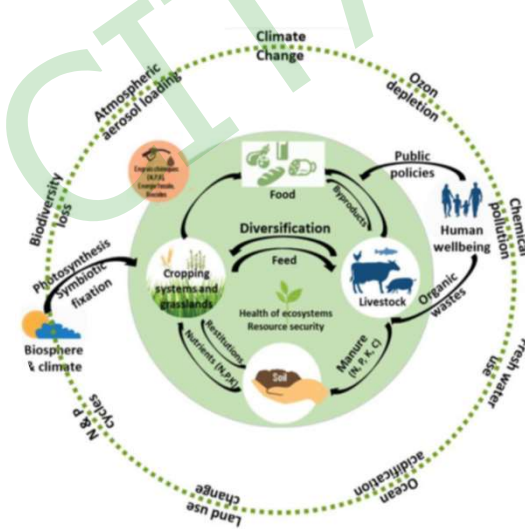 CIT
Climate
Change
Ozon
depletion
Atmospheric
aerosol loading
Public
policies
Food
Byproducts
Biodiversity
loss
Chemical
pollution
Human
wellbeing
Diversification
Feed
Photosynthesis
Symbiotic
fixation
Cropping
systems and
grasslands
Livestock
Organic
wastes
Health of ecosystems
Resource security
Biosphere
& climate
Restitutions
Nutrients (N,P,K)
Soil
Manure
(N, P, K, C)
Fresh water
use
N & P
cycles
Ocean
acidification
Land use
change